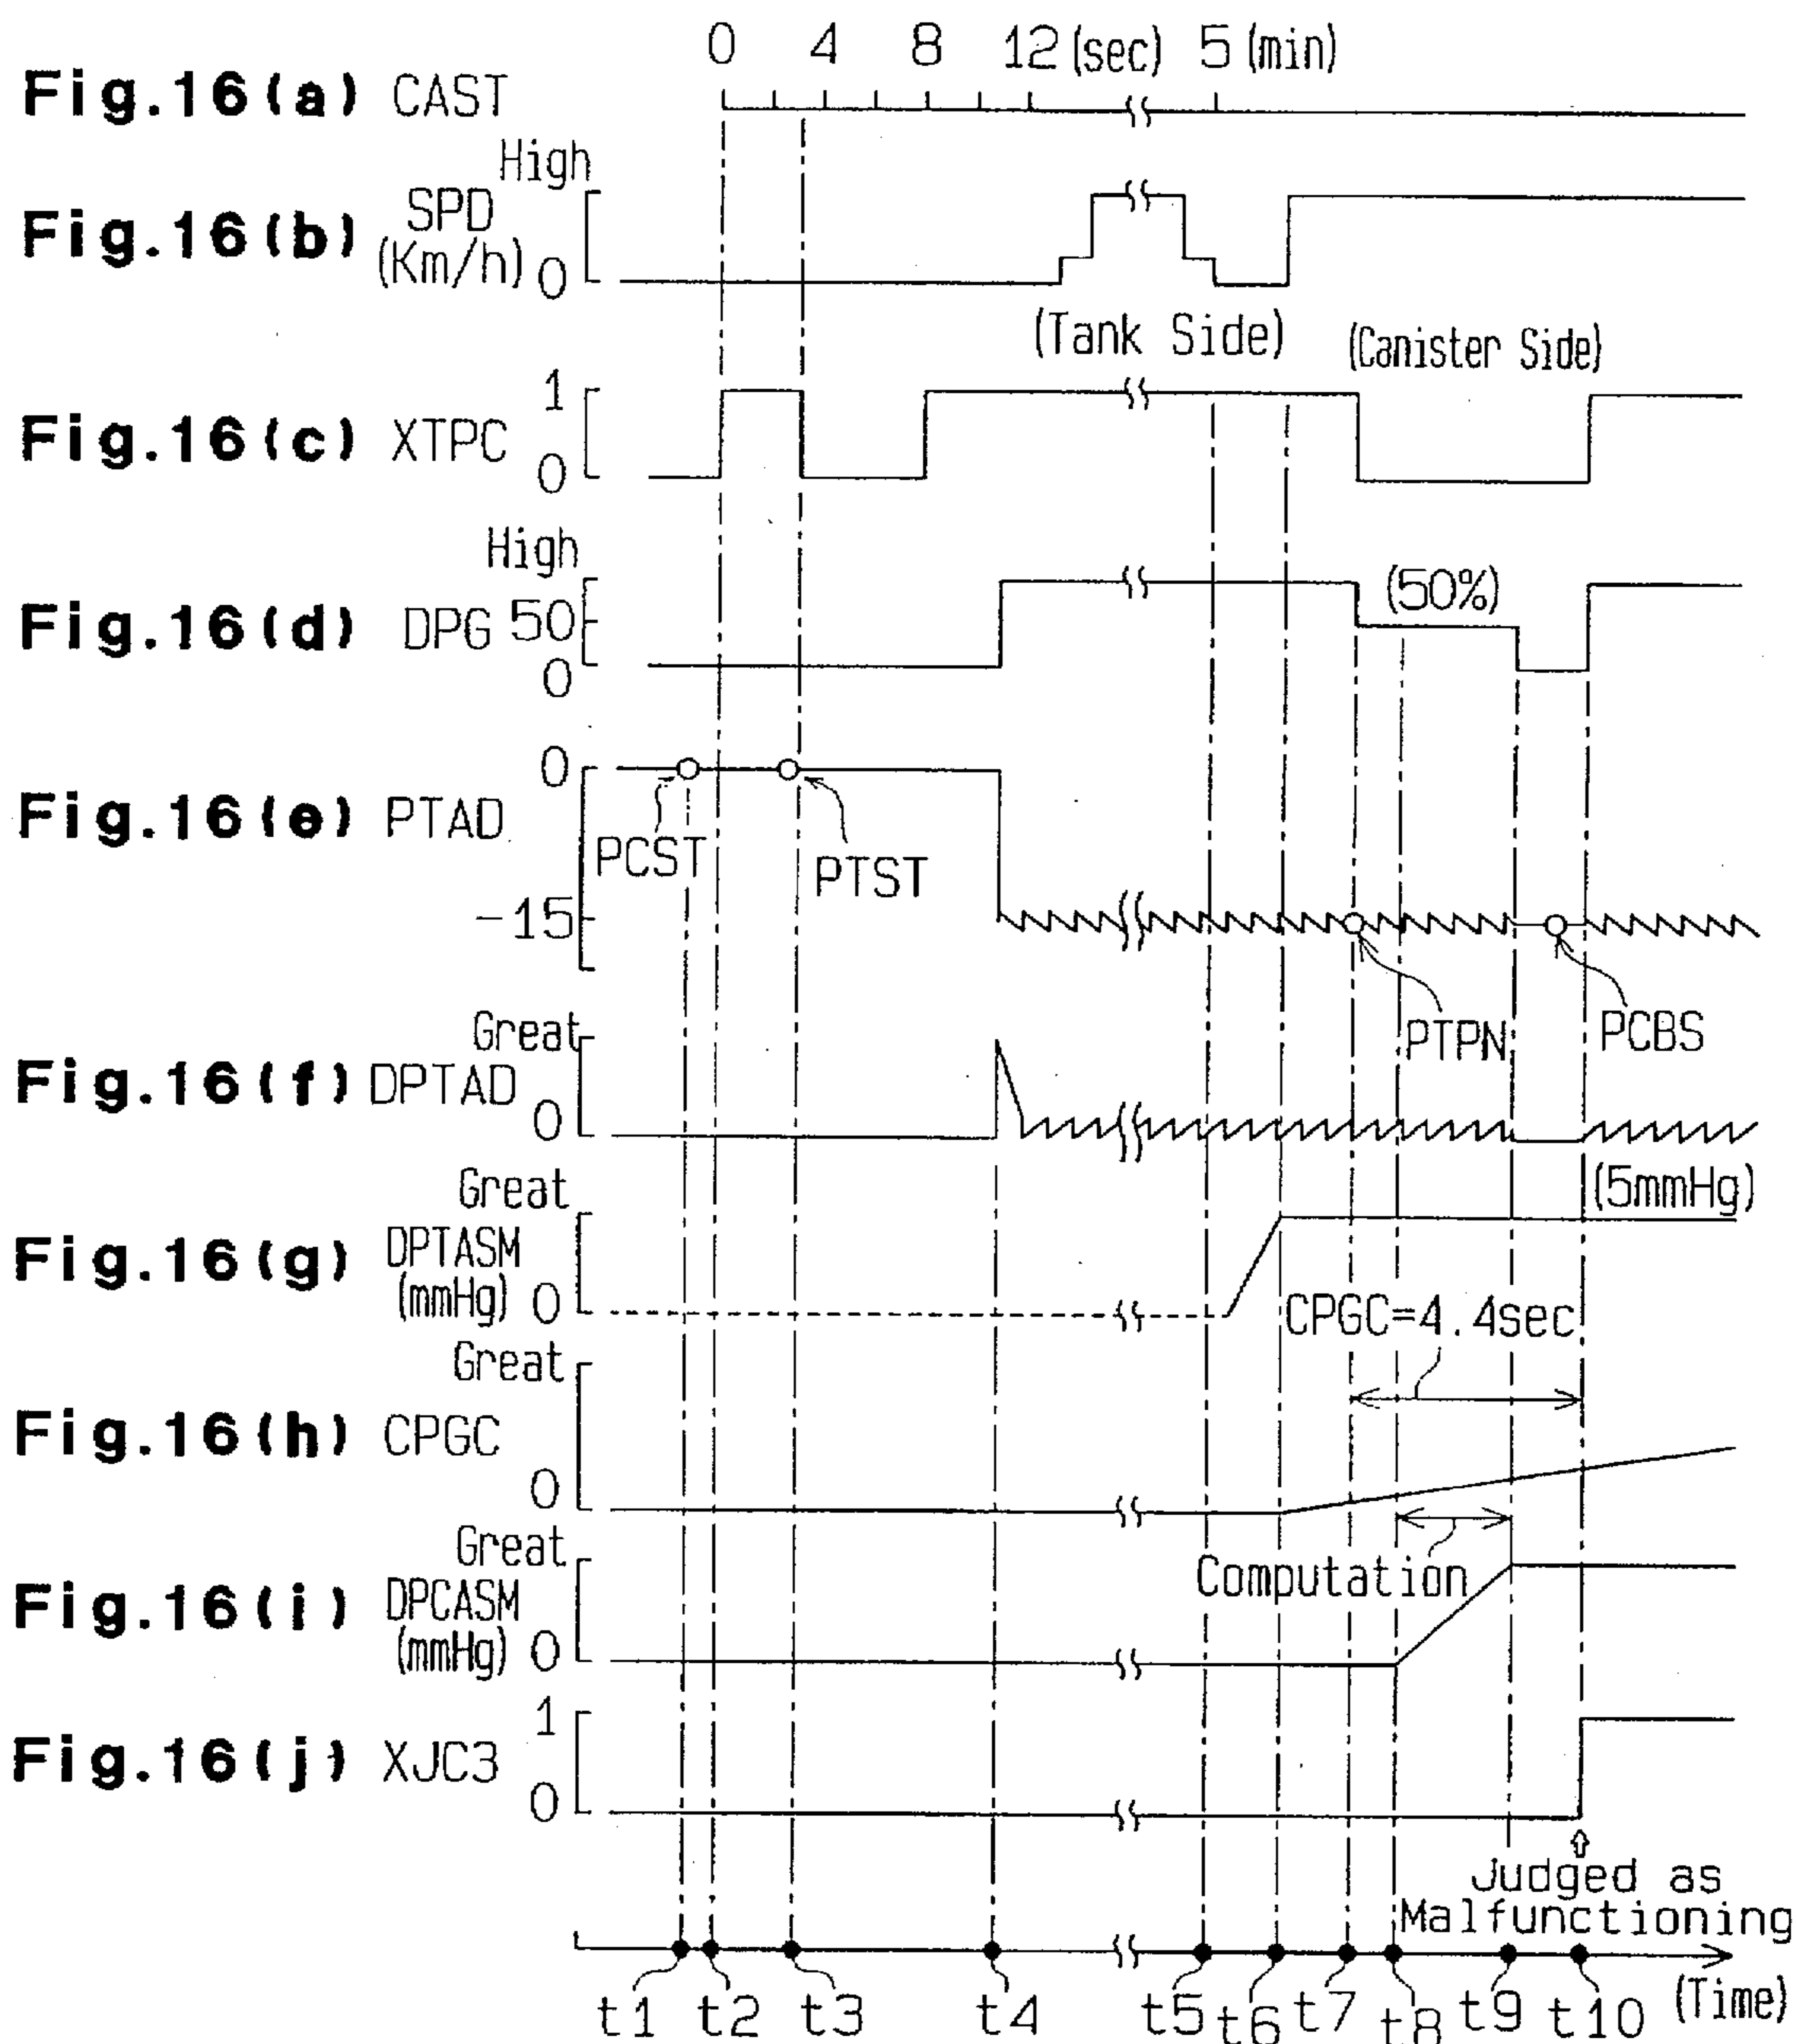 0 4 8 12 (sec) 5 (min)
Fig.16(a) CAST
High
Fig.16(b) SPD
(Km/h) 0
(Tank Side) (Canister Side)
1
Fig.16(c) XTPC
0
High
(50%)
Fig.16(d) DPG 50
0
0
Fig.16(e) PTAD
PCST PTST
-15
PTPN PCBS
Great
Fig.16(f) DPTAD
0
Great (5mmHg)
Fig.16(g) DPTASM
(mmHg) 0
CPGC=4.4sec
Great
Fig.16(h) CPGC
0
Great
Computation
Fig.16(i) DPCASM
(mmHg) 0
1
Fig.16(j) XJC3
0
Judged as
Malfunctioning
t1 t2 t3 t4 t5 t6 t7 t8 t9 t10 (Time)